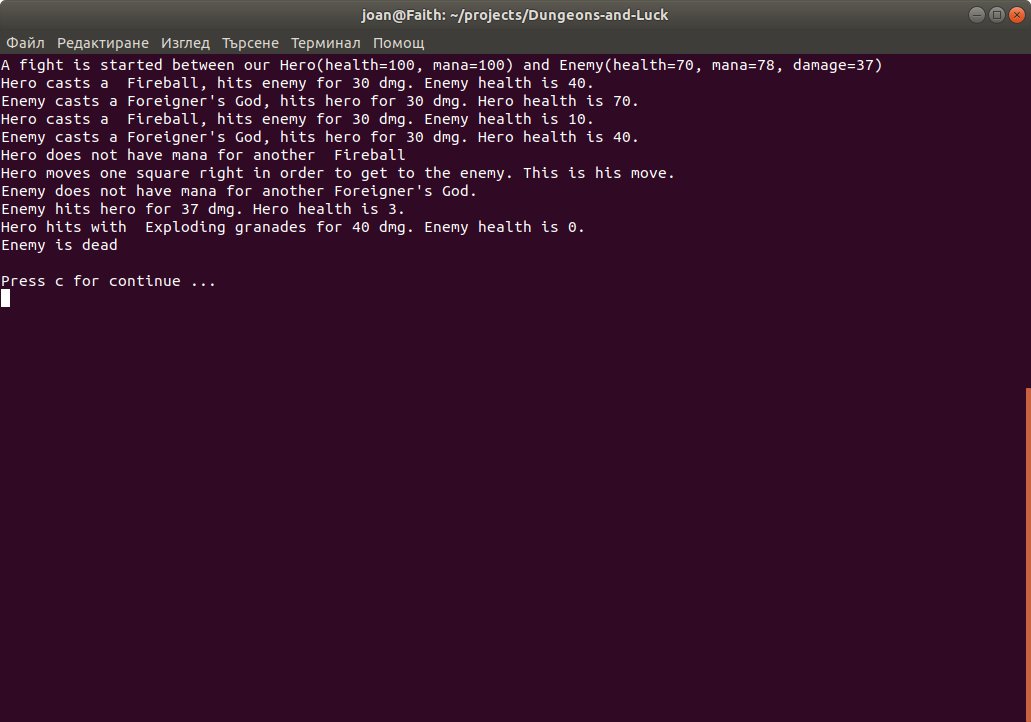 joan@Faith: ~/projects/Dungeons-and-Luck
Файл Редактиране Изглед Търсене Терминал Помощ
A fight is started between our Hero(health=100, mana=100) and Enemy(health=70, mana=78, damage=37)
Hero casts a  Fireball, hits enemy for 30 dmg. Enemy health is 40.
Enemy casts a Foreigner's God, hits hero for 30 dmg. Hero health is 70.
Hero casts a  Fireball, hits enemy for 30 dmg. Enemy health is 10.
Enemy casts a Foreigner's God, hits hero for 30 dmg. Hero health is 40.
Hero does not have mana for another  Fireball
Hero moves one square right in order to get to the enemy. This is his move.
Enemy does not have mana for another Foreigner's God.
Enemy hits hero for 37 dmg. Hero health is 3.
Hero hits with  Exploding granades for 40 dmg. Enemy health is 0.
Enemy is dead
Press c for continue ...